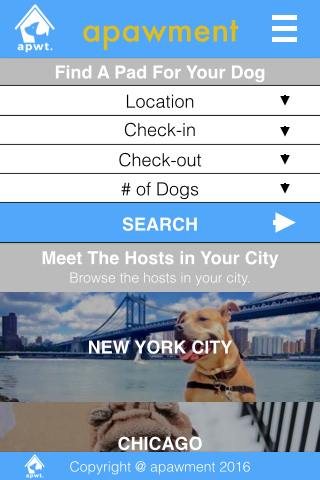 apwt.
apawment
Find A Pad For Your Dog
Location
Check-in
Check-out
# of Dogs
SEARCH
Meet The Hosts in Your City
Browse the hosts in your city.
NEW YORK CITY
CHICAGO
apwt.
Copyright @ apawment 2016